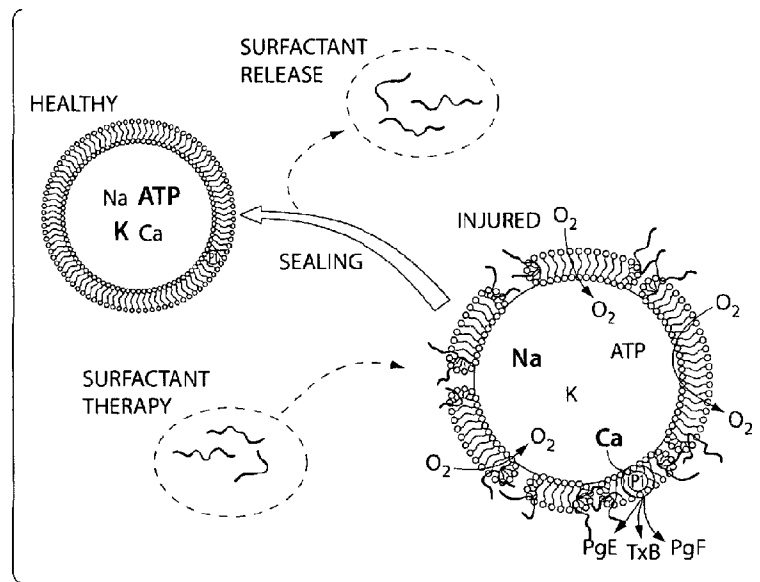 SURFACTANT
RELEASE
HEALTHY
Na ATP
K Ca
INJURED
O2
SEALING
O2
O2
Na
ATP
K
SURFACTANT
THERAPY
O2
Ca
O2
O2
PgE TxB PgF